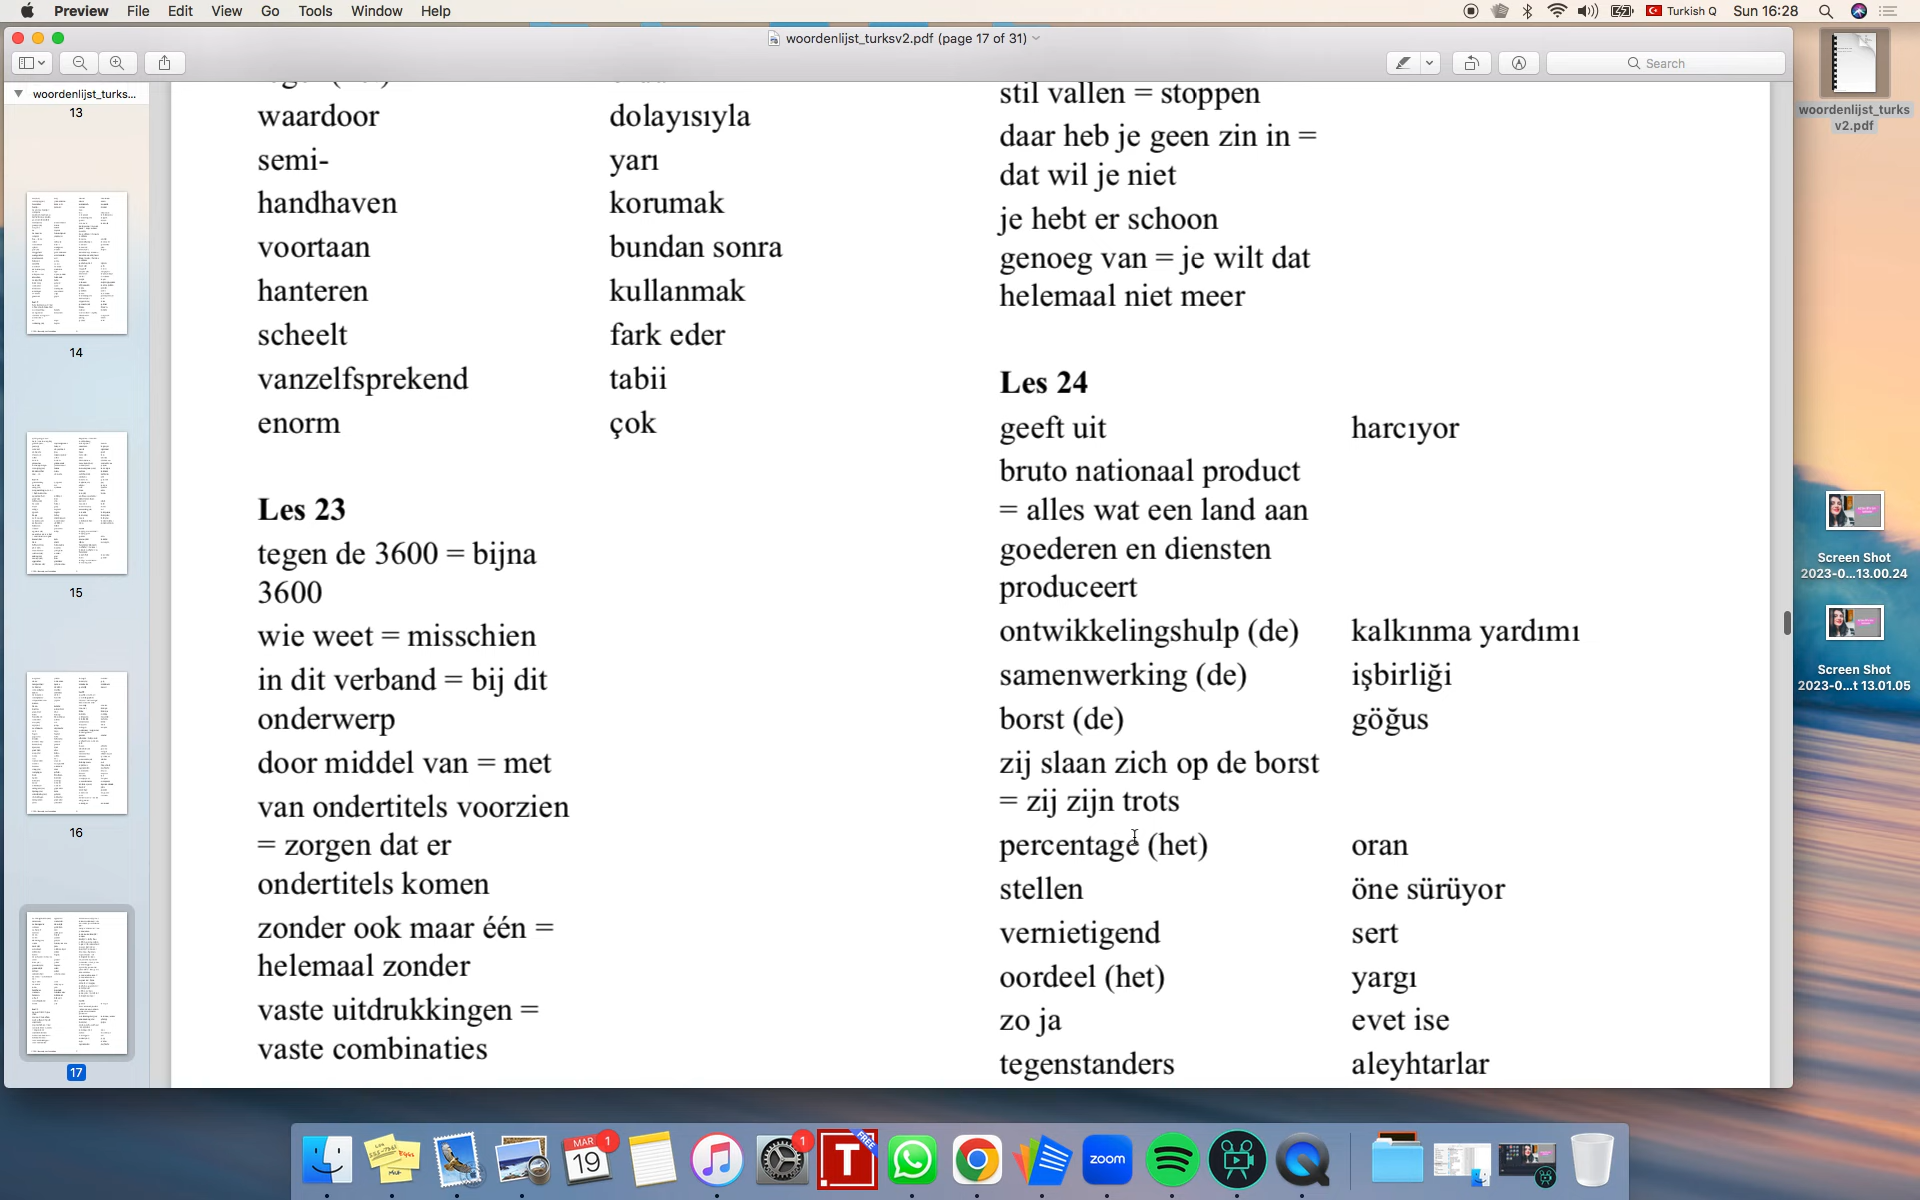 Preview File Edit View Go Tools Window Help
Turkish Q Sun 16:28
woordenlijst_turksv2.pdf (page 17 of 31)
Search
woordenlijst_turks...
13
14
15
16
17
waardoor dolayısıyla
semi- yarı
handhaven korumak
voortaan bundan sonra
hanteren kullanmak
scheelt fark eder
vanzelfsprekend tabii
enorm çok
Les 23
tegen de 3600 = bijna
3600
wie weet = misschien
in dit verband = bij dit
onderwerp
door middel van = met
van ondertitels voorzien
= zorgen dat er
ondertitels komen
zonder ook maar één =
helemaal zonder
vaste uitdrukkingen =
vaste combinaties
stil vallen = stoppen
daar heb je geen zin in =
dat wil je niet
je hebt er schoon
genoeg van = je wilt dat
helemaal niet meer
Les 24
geeft uit harcıyor
bruto nationaal product
= alles wat een land aan
goederen en diensten
produceert
ontwikkelingshulp (de) kalkınma yardımı
samenwerking (de) işbirliği
borst (de) göğus
zij slaan zich op de borst
= zij zijn trots
percentage (het) oran
stellen öne sürüyor
vernietigend sert
oordeel (het) yargı
zo ja evet ise
tegenstanders aleyhtarlar
woordenlijst_turks
v2.pdf
Screen Shot
2023-0...13.00.24
Screen Shot
2023-0...t 13.01.05
MAR
19
1
1
T
FREE
zoom